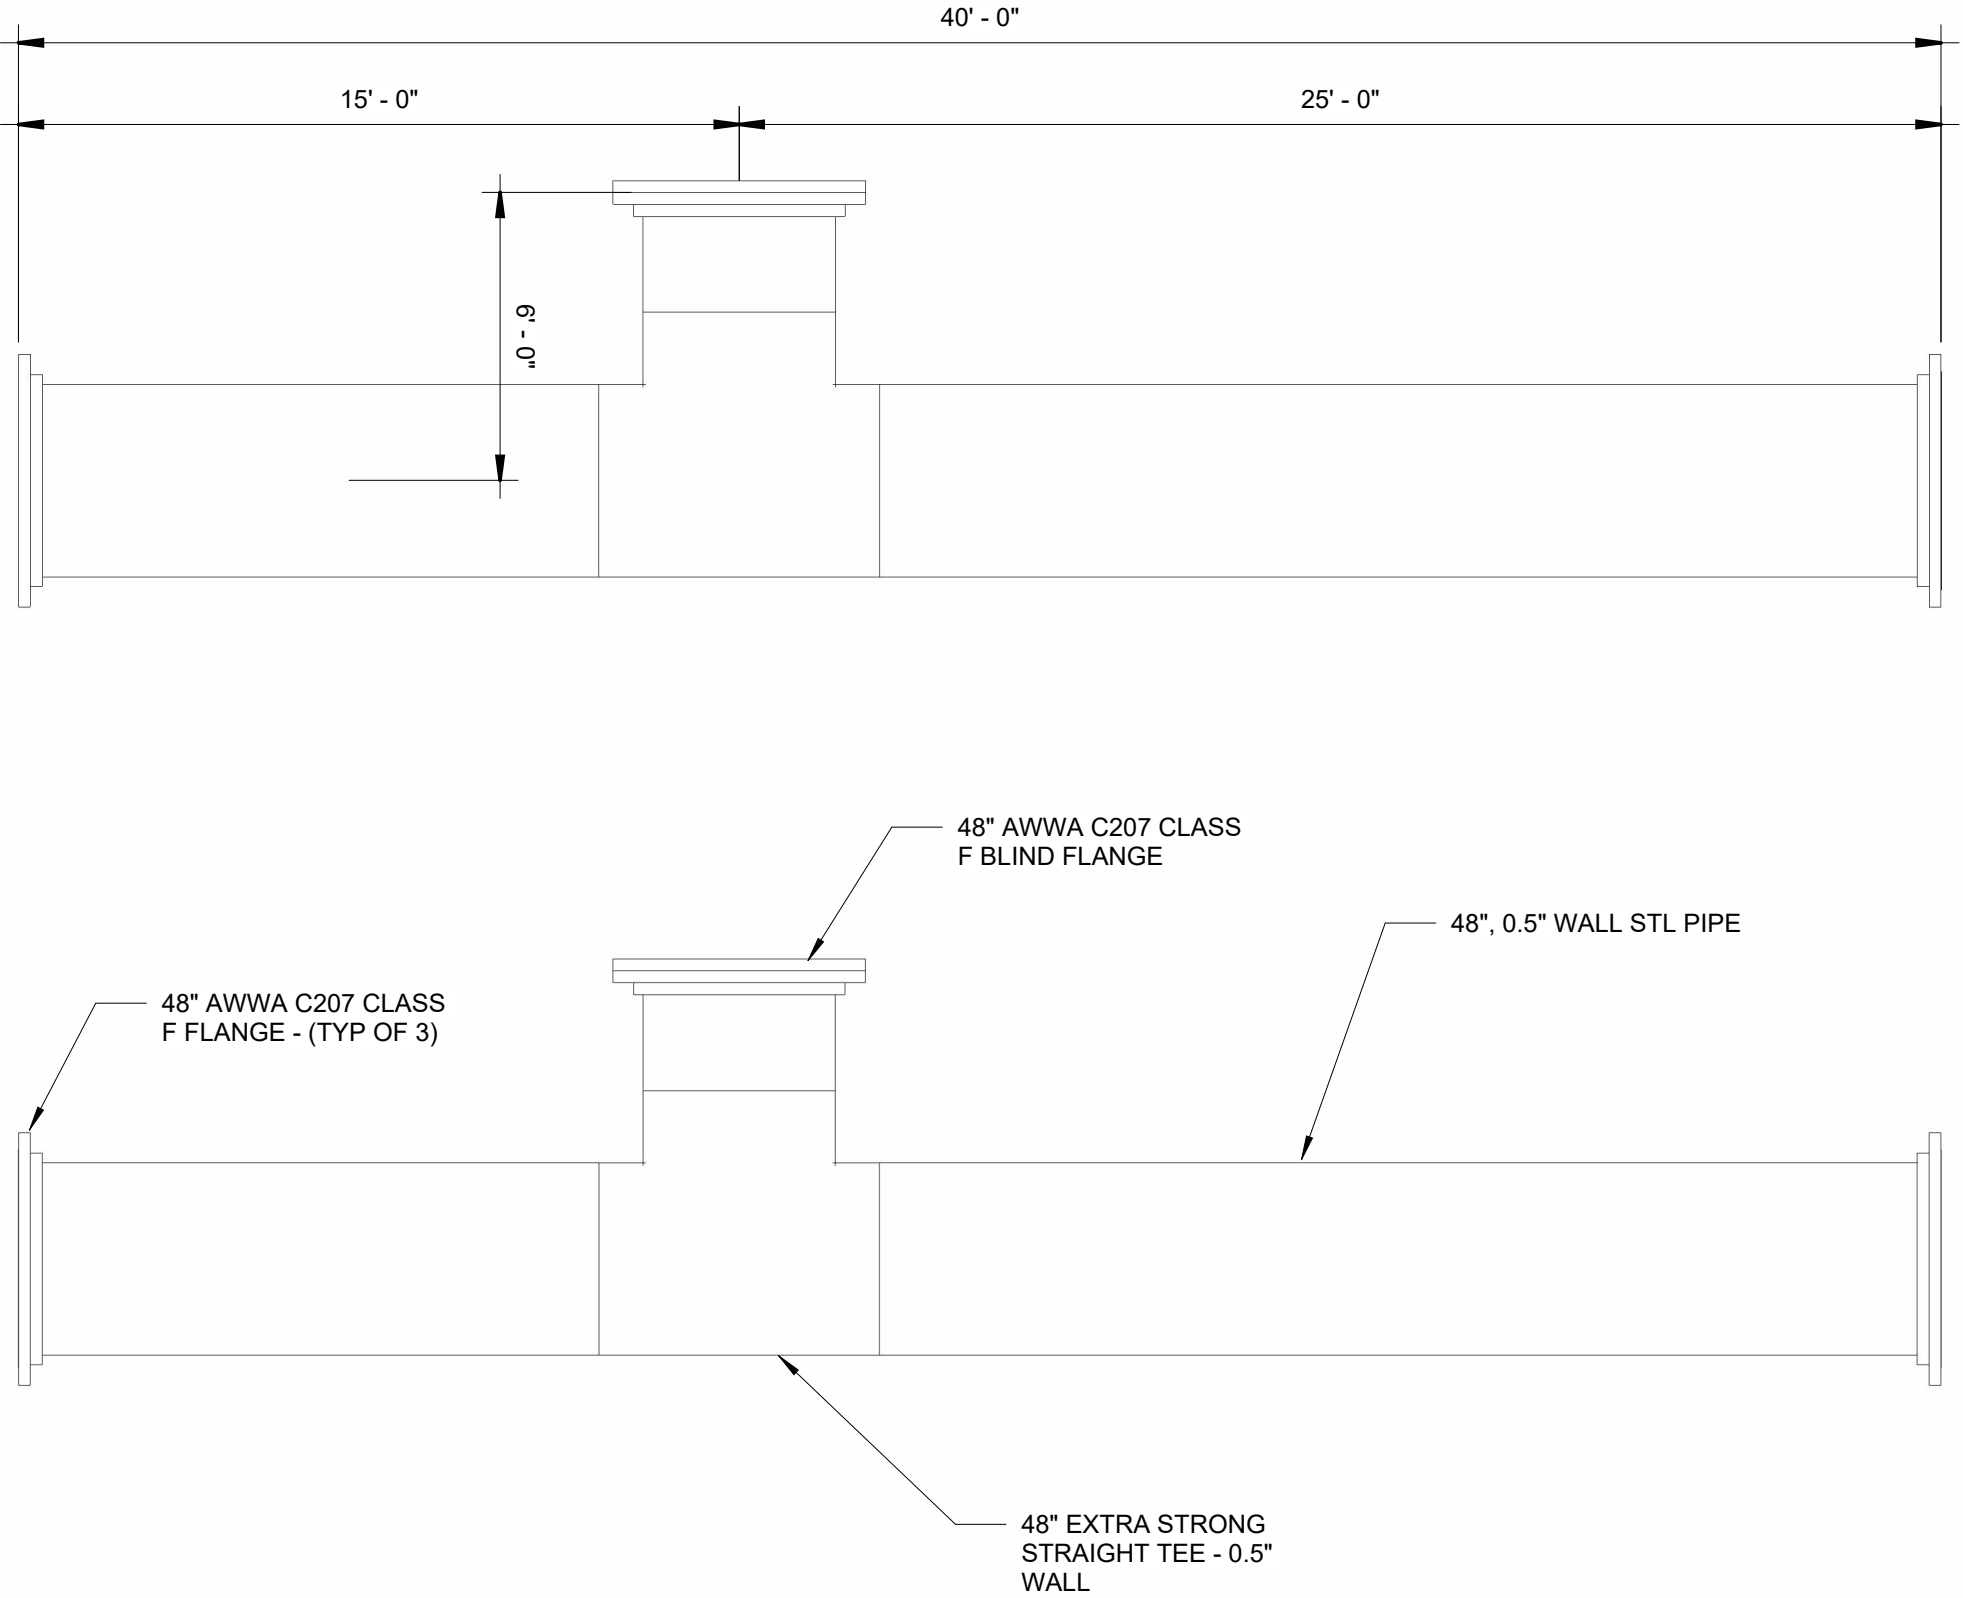 40' - 0"
15' - 0"
25' - 0"
6' - 0"
48" AWWA C207 CLASS
F BLIND FLANGE
48", 0.5" WALL STL PIPE
48" AWWA C207 CLASS
F FLANGE - (TYP OF 3)
48" EXTRA STRONG
STRAIGHT TEE - 0.5"
WALL